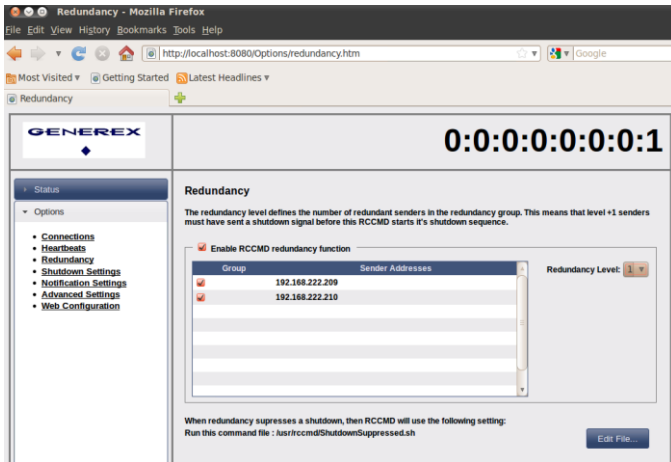 Redundancy - Mozilla Firefox
File Edit View History Bookmarks Tools Help
http://localhost:8080/Options/redundancy.htm
Google
Most Visited Getting Started Latest Headlines
Redundancy
GENEREX
0:0:0:0:0:0:0:1
Status
Options
Connections
Heartbeats
Redundancy
Shutdown Settings
Notification Settings
Advanced Settings
Web Configuration
Redundancy
The redundancy level defines the number of redundant senders in the redundancy group. This means that level +1 senders
must have sent a shutdown signal before this RCCMD starts it's shutdown sequence.
Enable RCCMD redundancy function
Group Sender Addresses
192.168.222.209
192.168.222.210
Redundancy Level: 1
When redundancy supresses a shutdown, then RCCMD will use the following setting:
Run this command file : /usr/rccmd/ShutdownSuppressed.sh
Edit File...